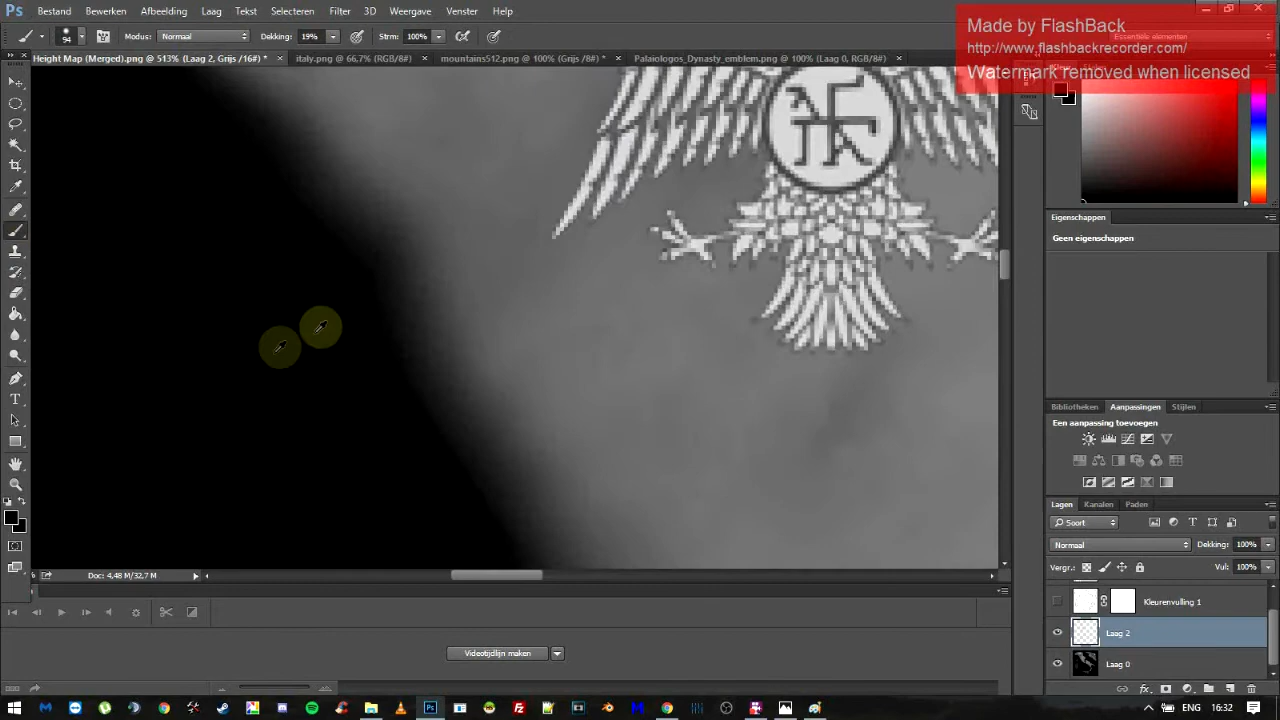 Ps Bestand Bewerken Laag Tekst Selecteren Filter 3D Weergave Venster Help
Made by FlashBack
http://www.flashbackrecorder.com/
Watermark removed when licensed
94 Modus: Normaal Dekking: 19% Strm: 100%
Height Map (Merged).png @ 513% (Laag 2, Grijs /16#) * × italy.png @ 66,7% (RGB/8#) × mountains512.png @ 100% (Grijs /8#) * × Palaiologos_Dynasty_emblem.png @ 100% (Laag 0, RGB/8) ×
Eigenschappen
Geen eigenschappen
Bibliotheken Aanpassingen Stijlen
Een aanpassing toevoegen
Lagen Kanalen Paden
Soort
Normaal Dekking: 100%
Vergr.: Vul: 100%
Kleurenvulling 1
Laag 2
Laag 0
Doc: 4,48 M/32,7 M
Videotijdlijn maken
ENG 16:32